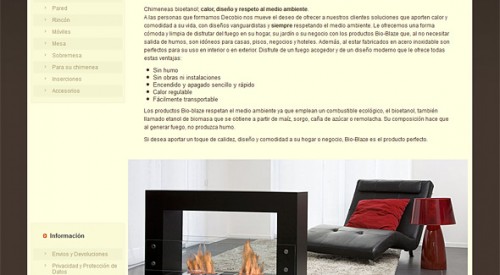 Pared
Rincón
Móviles
Mesa
Sobremesa
Para su chimenea
Inserciones
Accesorios
Información
Envios y Devoluciones
Privacidad y Protección de
Datos
Chimeneas bioetanol; calor, diseño y respeto al medio ambiente.
A las personas que formamos Decoibio nos mueve el deseo de ofrecer a nuestros clientes soluciones que aporten calor y
comodidad a su vida, con diseños vanguardistas y siempre respetando el medio ambiente. Le ofrecemos una forma
cómoda y limpia de disfrutar del fuego en su hogar, su jardín o su negocio con los productos Bio-Blaze que, al no necesitar
salida de humos, son idóneos para casas, pisos, negocios y hoteles. Además, al estar fabricados en acero inoxidable son
perfectos para su uso en interior o en exterior. Disfrute de un fuego acogedor y de un diseño moderno que le ofrece todas
estas ventajas:
Sin humo
Sin obras ni instalaciones
Encendido y apagado sencillo y rápido
Calor regulable
Fácilmente transportable
Los productos Bio-blaze respetan el medio ambiente ya que emplean un combustible ecológico, el bioetanol, también
llamado etanol de biomasa que se obtiene a partir de maíz, sorgo, caña de azúcar o remolacha. Su composición hace que
al generar fuego, no produzca humo.
Si desea aportar un toque de calidez, diseño y comodidad a su hogar o negocio, Bio-Blaze es el producto perfecto.